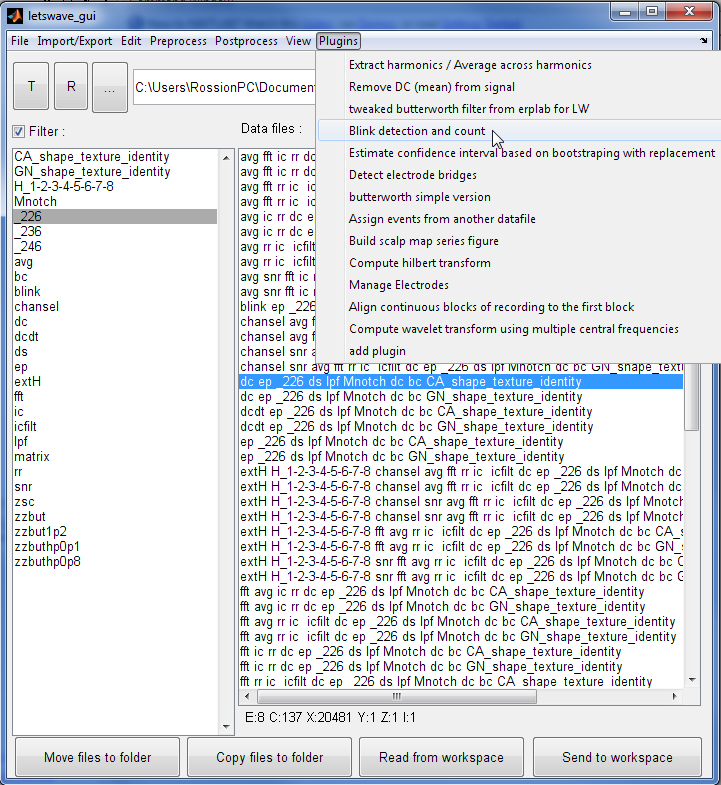 letswave_gui
File Import/Export Edit Preprocess Postprocess View Plugins
T R ... C:\Users\RossionPC\Documen
Filter :
Data files :
Extract harmonics / Average across harmonics
Remove DC (mean) from signal
tweaked butterworth filter from erplab for LW
Blink detection and count
Estimate confidence interval based on bootstraping with replacement
Detect electrode bridges
butterworth simple version
Assign events from another datafile
Build scalp map series figure
Compute hilbert transform
Manage Electrodes
Align continuous blocks of recording to the first block
Compute wavelet transform using multiple central frequencies
add plugin
CA_shape_texture_identity
GN_shape_texture_identity
H_1-2-3-4-5-6-7-8
Mnotch
_226
_236
_246
avg
bc
blink
chansel
dc
dcdt
ds
ep
extH
fft
ic
icfilt
lpf
matrix
rr
snr
zsc
zzbut
zzbut1p2
zzbuthp0p1
zzbuthp0p8
avg fft ic rr dc
avg fft ic rr dc
avg fft rr ic ic
avg fft rr ic ic
avg ic rr dc e
avg ic rr dc e
avg rr ic icfil
avg rr ic icfil
avg snr fft ic r
avg snr fft ic r
blink ep _226
chansel avg f
chansel avg f
chansel snr a
chansel snr avg fft rr ic icfilt dc ep _226 ds lpf Mnotch dc bc GN_sha
dc ep _226 ds lpf Mnotch dc bc CA_shape_texture_identity
dc ep _226 ds lpf Mnotch dc bc GN_shape_texture_identity
dcdt ep _226 ds lpf Mnotch dc bc CA_shape_texture_identity
dcdt ep _226 ds lpf Mnotch dc bc GN_shape_texture_identity
ep _226 ds lpf Mnotch dc bc CA_shape_texture_identity
ep _226 ds lpf Mnotch dc bc GN_shape_texture_identity
extH H_1-2-3-4-5-6-7-8 chansel avg fft rr ic icfilt dc ep _226 ds lpf Mnotch dc
extH H_1-2-3-4-5-6-7-8 chansel avg fft rr ic icfilt dc ep _226 ds lpf Mnotch dc
extH H_1-2-3-4-5-6-7-8 chansel snr avg fft rr ic icfilt dc ep _226 ds lpf Mnotch
extH H_1-2-3-4-5-6-7-8 chansel snr avg fft rr ic icfilt dc ep _226 ds lpf Mnotch
extH H_1-2-3-4-5-6-7-8 fft avg rr ic icfilt dc ep _226 ds lpf Mnotch dc bc CA_s
extH H_1-2-3-4-5-6-7-8 fft avg rr ic icfilt dc ep _226 ds lpf Mnotch dc bc GN_s
extH H_1-2-3-4-5-6-7-8 snr fft avg rr ic icfilt dc ep _226 ds lpf Mnotch dc bc C
extH H_1-2-3-4-5-6-7-8 snr fft avg rr ic icfilt dc ep _226 ds lpf Mnotch dc bc G
fft avg ic rr dc ep _226 ds lpf Mnotch dc bc CA_shape_texture_identity
fft avg ic rr dc ep _226 ds lpf Mnotch dc bc GN_shape_texture_identity
fft avg rr ic icfilt dc ep _226 ds lpf Mnotch dc bc CA_shape_texture_identity
fft avg rr ic icfilt dc ep _226 ds lpf Mnotch dc bc GN_shape_texture_identity
fft ic rr dc ep _226 ds lpf Mnotch dc bc CA_shape_texture_identity
fft ic rr dc ep _226 ds lpf Mnotch dc bc GN_shape_texture_identity
fft rr ic icfilt dc ep _226 ds lpf Mnotch dc bc CA_shape_texture_identity
E:8 C:137 X:20481 Y:1 Z:1 I:1
Move files to folder
Copy files to folder
Read from workspace
Send to workspace